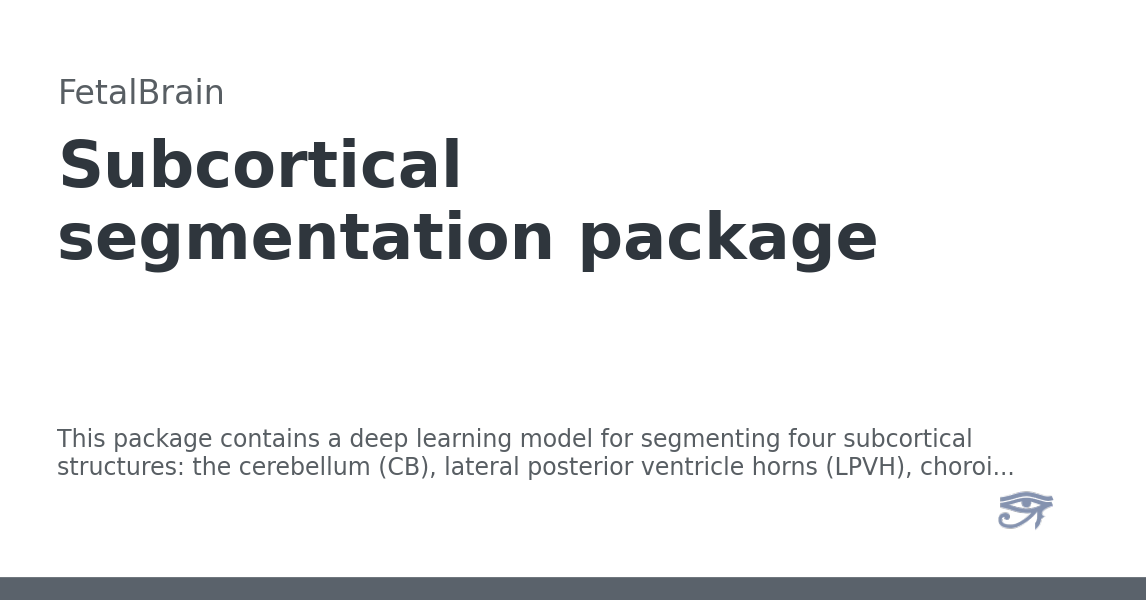 FetalBrain
Subcortical
segmentation package
This package contains a deep learning model for segmenting four subcortical
structures: the cerebellum (CB), lateral posterior ventricle horns (LPVH), choroi...